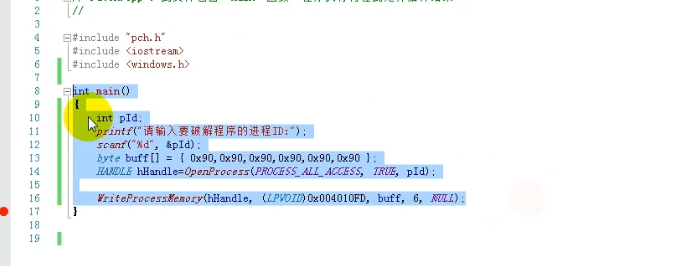 2 //
3
4 #include "pch.h"
5 #include <iostream>
6 #include <windows.h>
7
8 int main()
9 {
10 int pId;
11 printf("请输入要破解程序的进程ID:");
12 scanf("%d", &pId);
13 byte buff[] = { 0x90,0x90,0x90,0x90,0x90,0x90 };
14 HANDLE hHandle=OpenProcess(PROCESS_ALL_ACCESS, TRUE, pId);
15
16 WriteProcessMemory(hHandle, (LPVOID)0x004010FD, buff, 6, NULL);
17 }
18
19